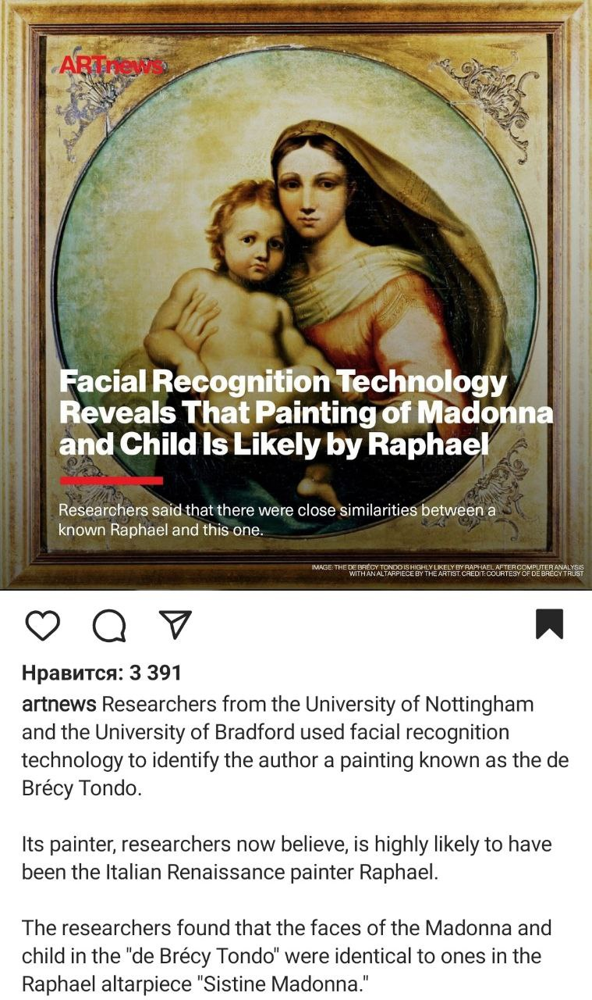 ARTnews
Facial Recognition Technology
Reveals That Painting of Madonna
and Child Is Likely by Raphael
Researchers said that there were close similarities between a
known Raphael and this one.
IMAGE: THE DE BRÉCY TONDO IS HIGHLY LIKELY BY RAPHAEL AFTER COMPUTER ANALYSIS
WITH AN ALTARPIECE BY THE ARTIST. CREDIT: COURTESY OF DE BRÉCY TRUST
Нравится: 3 391
artnews Researchers from the University of Nottingham
and the University of Bradford used facial recognition
technology to identify the author a painting known as the de
Brécy Tondo.
Its painter, researchers now believe, is highly likely to have
been the Italian Renaissance painter Raphael.
The researchers found that the faces of the Madonna and
child in the "de Brécy Tondo" were identical to ones in the
Raphael altarpiece "Sistine Madonna."